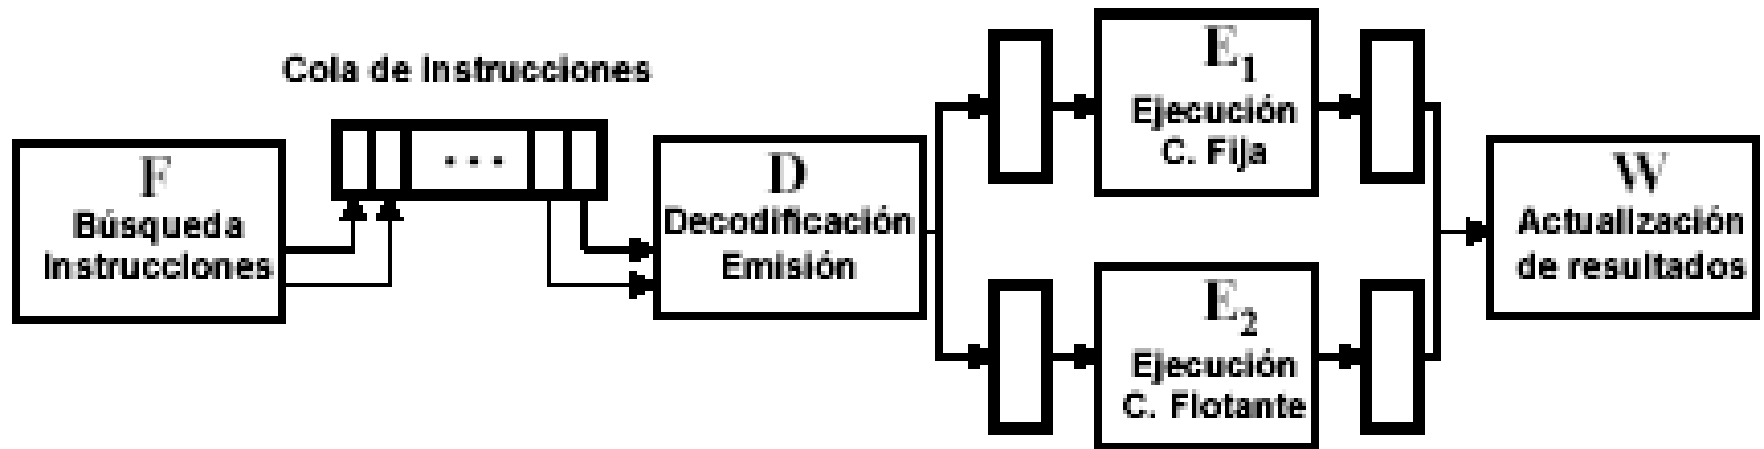 Cola de Instrucciones
F
Búsqueda
Instrucciones
...
D
Decodificación
Emisión
E1
Ejecución
C. Fija
E2
Ejecución
C. Flotante
W
Actualización
de resultados